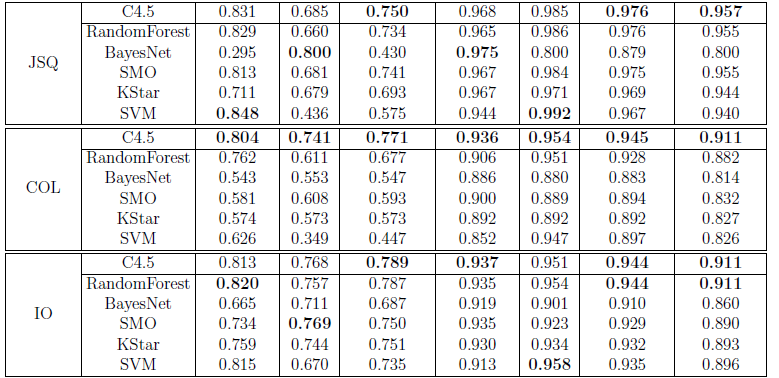 C4.5 0.831 0.685 0.750 0.968 0.985 0.976 0.957
RandomForest 0.829 0.660 0.734 0.965 0.986 0.976 0.955
BayesNet 0.295 0.800 0.430 0.975 0.800 0.879 0.800
JSQ
SMO 0.813 0.681 0.741 0.967 0.984 0.975 0.955
KStar 0.711 0.679 0.693 0.967 0.971 0.969 0.944
SVM 0.848 0.436 0.575 0.944 0.992 0.967 0.940
C4.5 0.804 0.741 0.771 0.936 0.954 0.945 0.911
RandomForest 0.762 0.611 0.677 0.906 0.951 0.928 0.882
BayesNet 0.543 0.553 0.547 0.886 0.880 0.883 0.814
COL
SMO 0.581 0.608 0.593 0.900 0.889 0.894 0.832
KStar 0.574 0.573 0.573 0.892 0.892 0.892 0.827
SVM 0.626 0.349 0.447 0.852 0.947 0.897 0.826
C4.5 0.813 0.768 0.789 0.937 0.951 0.944 0.911
RandomForest 0.820 0.757 0.787 0.935 0.954 0.944 0.911
BayesNet 0.665 0.711 0.687 0.919 0.901 0.910 0.860
IO
SMO 0.734 0.769 0.750 0.935 0.923 0.929 0.890
KStar 0.759 0.744 0.751 0.930 0.934 0.932 0.893
SVM 0.815 0.670 0.735 0.913 0.958 0.935 0.896